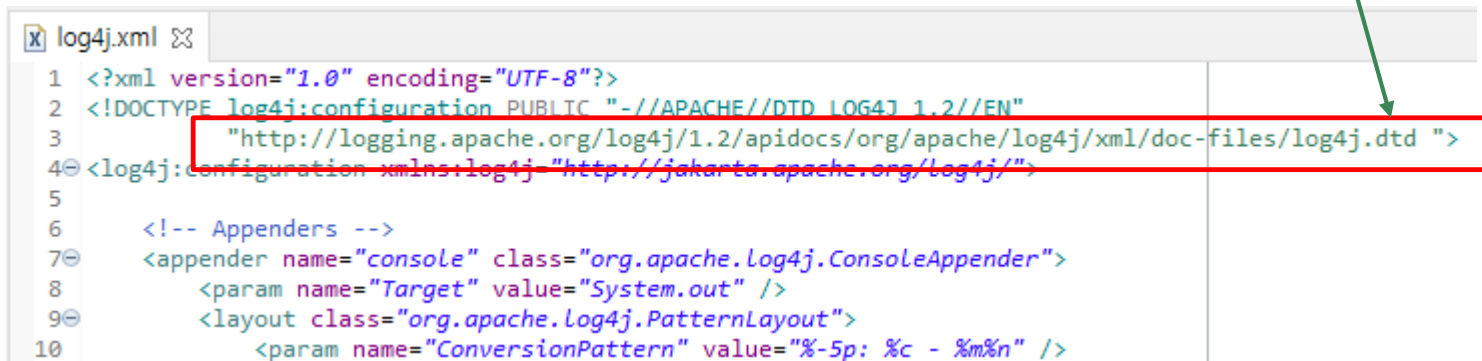 log4j.xml
1 <?xml version="1.0" encoding="UTF-8"?>
2 <!DOCTYPE log4j:configuration PUBLIC "-//APACHE//DTD LOG4J 1.2//EN"
3 "http://logging.apache.org/log4j/1.2/apidocs/org/apache/log4j/xml/doc-files/log4j.dtd ">
4 <log4j:configuration xmlns:log4j="http://jakarta.apache.org/log4j/">
5
6 <!-- Appenders -->
7 <appender name="console" class="org.apache.log4j.ConsoleAppender">
8 <param name="Target" value="System.out" />
9 <layout class="org.apache.log4j.PatternLayout">
10 <param name="ConversionPattern" value="%-5p: %c - %m%n" />